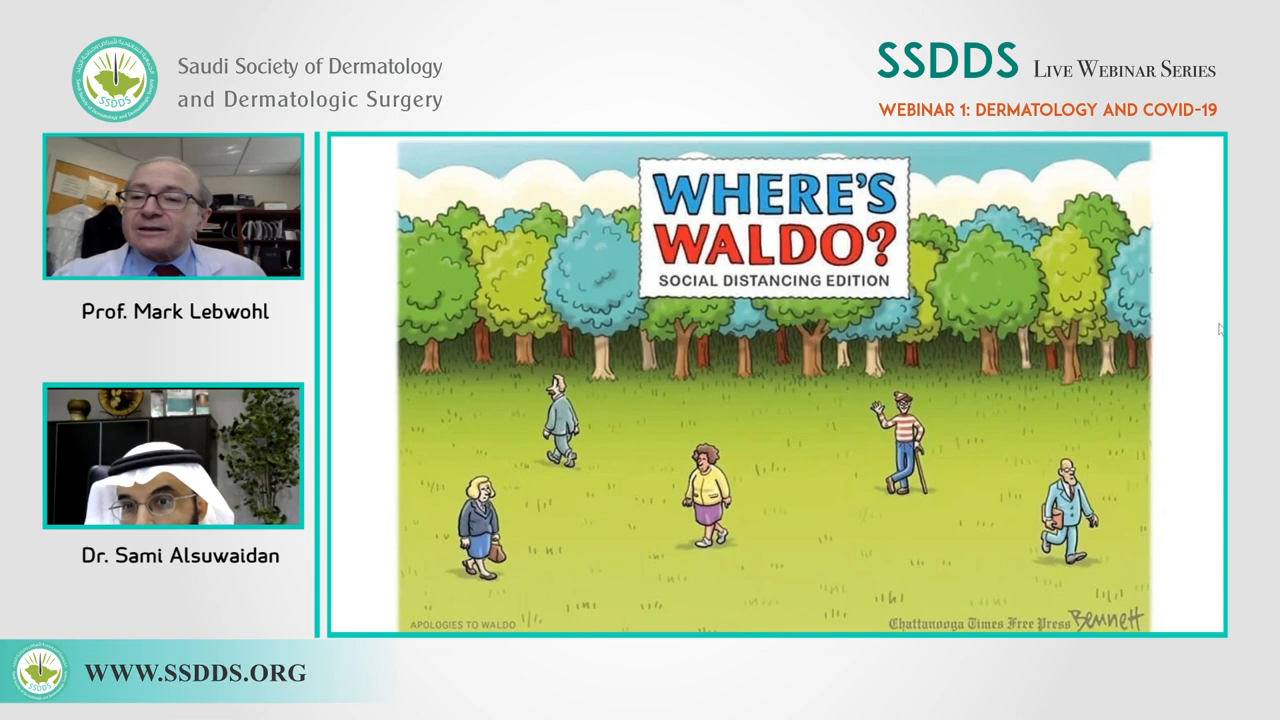 Saudi Society of Dermatology
and Dermatologic Surgery
SSDDS
SSDDS LIVE WEBINAR SERIES
WEBINAR 1: DERMATOLOGY AND COVID-19
Prof. Mark Lebwohl
Dr. Sami Alsuwaidan
WHERE'S
WALDO?
SOCIAL DISTANCING EDITION
APOLOGIES TO WALDO
Chattanooga Times Free Press Bennett
WWW.SSDDS.ORG